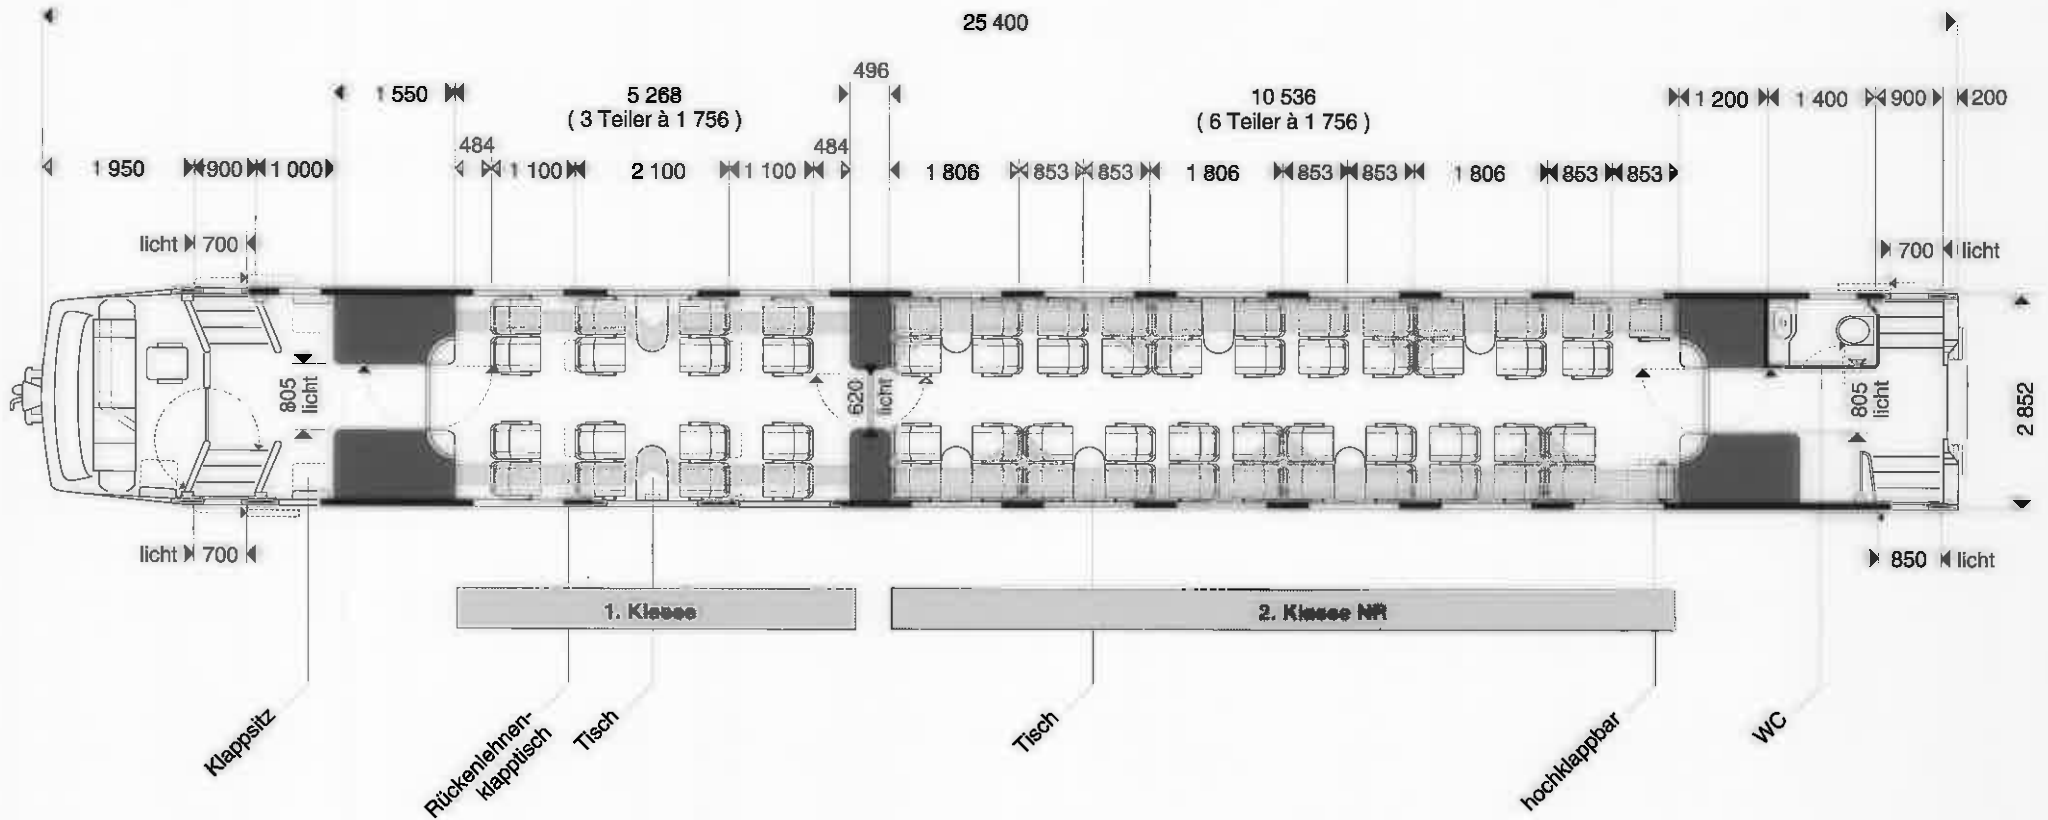 25 400
496
1 550
5 268
( 3 Teiler à 1 756 )
10 536
( 6 Teiler à 1 756 )
1 200
1 400
900
200
484
484
1 950
900
1 000
1 100
2 100
1 100
1 806
853
853
1 806
853
853
1 806
853
853
licht
700
700
licht
805
licht
620
licht
805
licht
2 852
licht
700
850
licht
1. Klasse
2. Klasse NR
Klappsitz
Rückenlehnen-
klapptisch
Tisch
Tisch
hochklappbar
WC